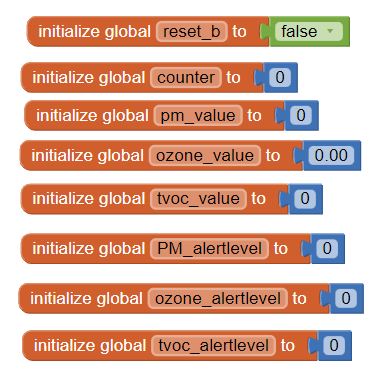 initialize global reset_b to false
initialize global counter to 0
initialize global pm_value to 0
initialize global ozone_value to 0.00
initialize global tvoc_value to 0
initialize global PM_alertlevel to 0
initialize global ozone_alertlevel to 0
initialize global tvoc_alertlevel to 0